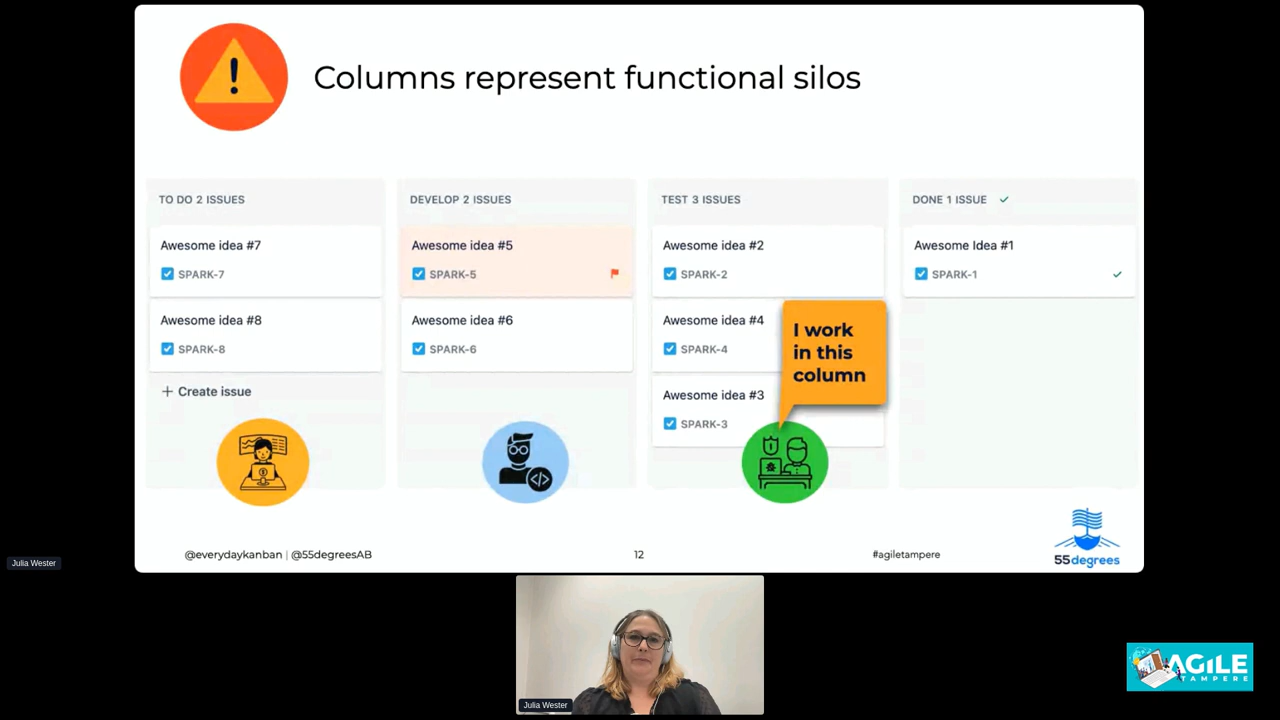 Columns represent functional silos
TO DO 2 ISSUES
Awesome idea #7
SPARK-7
Awesome idea #8
SPARK-8
+ Create issue
DEVELOP 2 ISSUES
Awesome idea #5
SPARK-5
Awesome idea #6
SPARK-6
TEST 3 ISSUES
Awesome idea #2
SPARK-2
Awesome idea #4
SPARK-4
Awesome idea #3
SPARK-3
I work
in this
column
DONE 1 ISSUE
Awesome Idea #1
SPARK-1
@everydaykanban | @55degreesAB
12
#agiletampere
55degrees
Julia Wester
Julia Wester
AGILE
TAMPERE